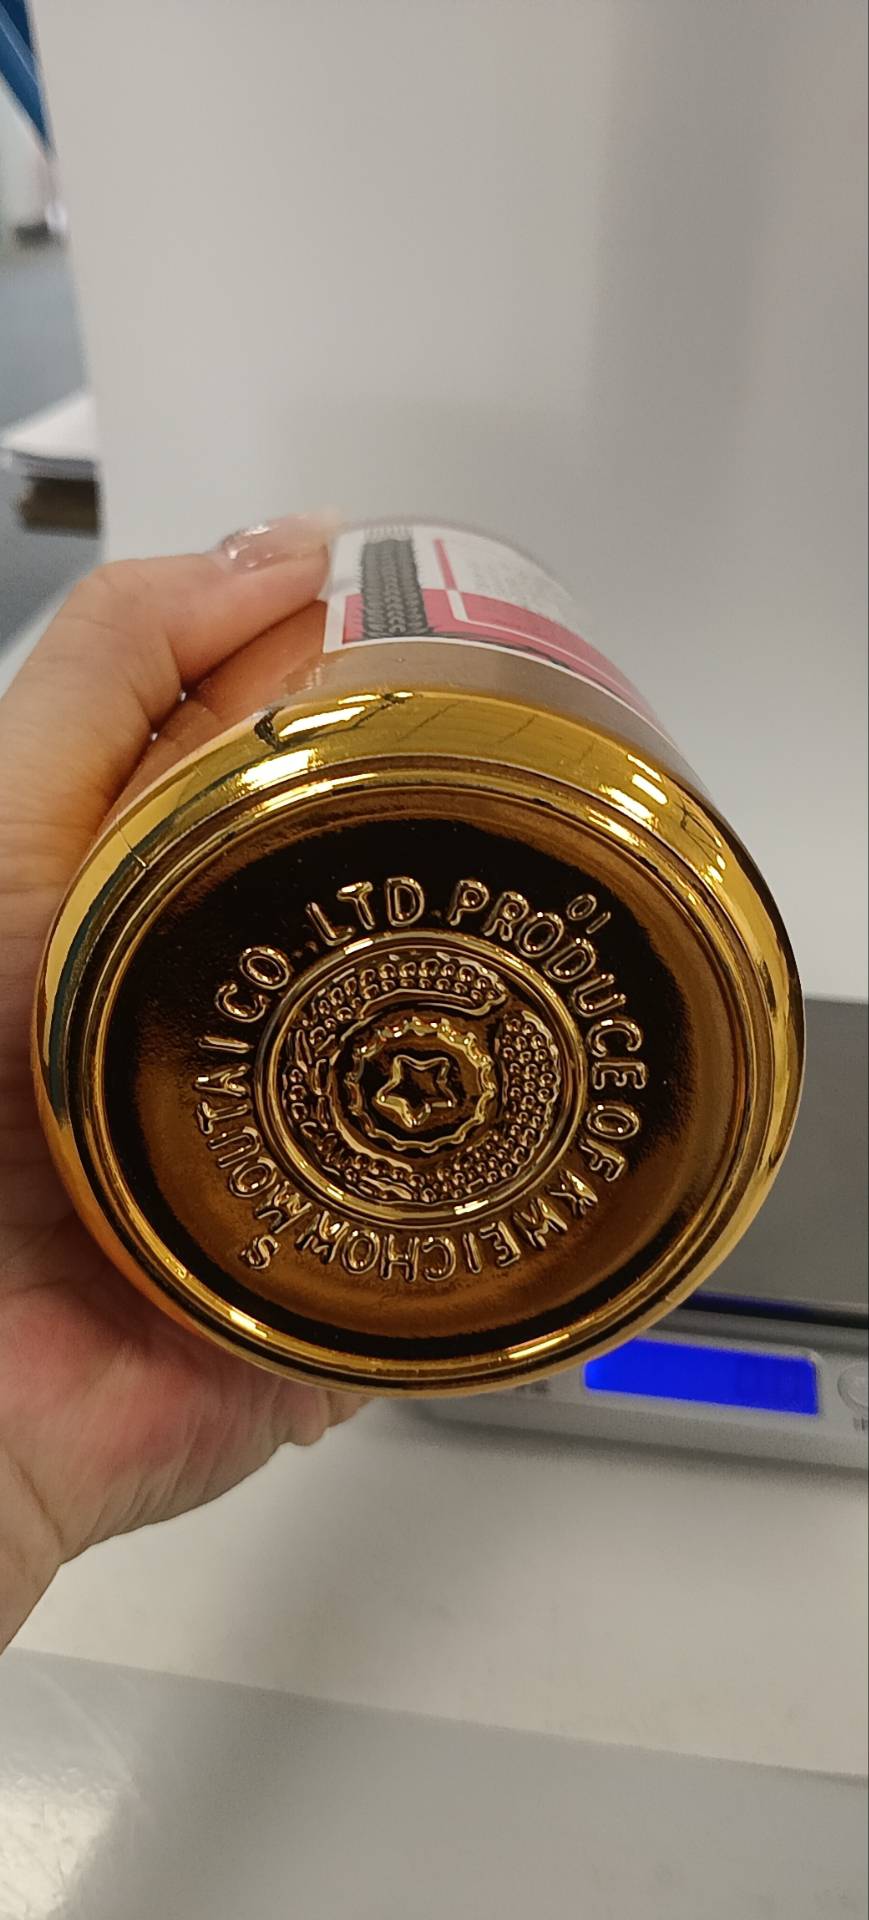 PRODUCE OF KWEICHOW MOUTAI CO.,LTD
01
S